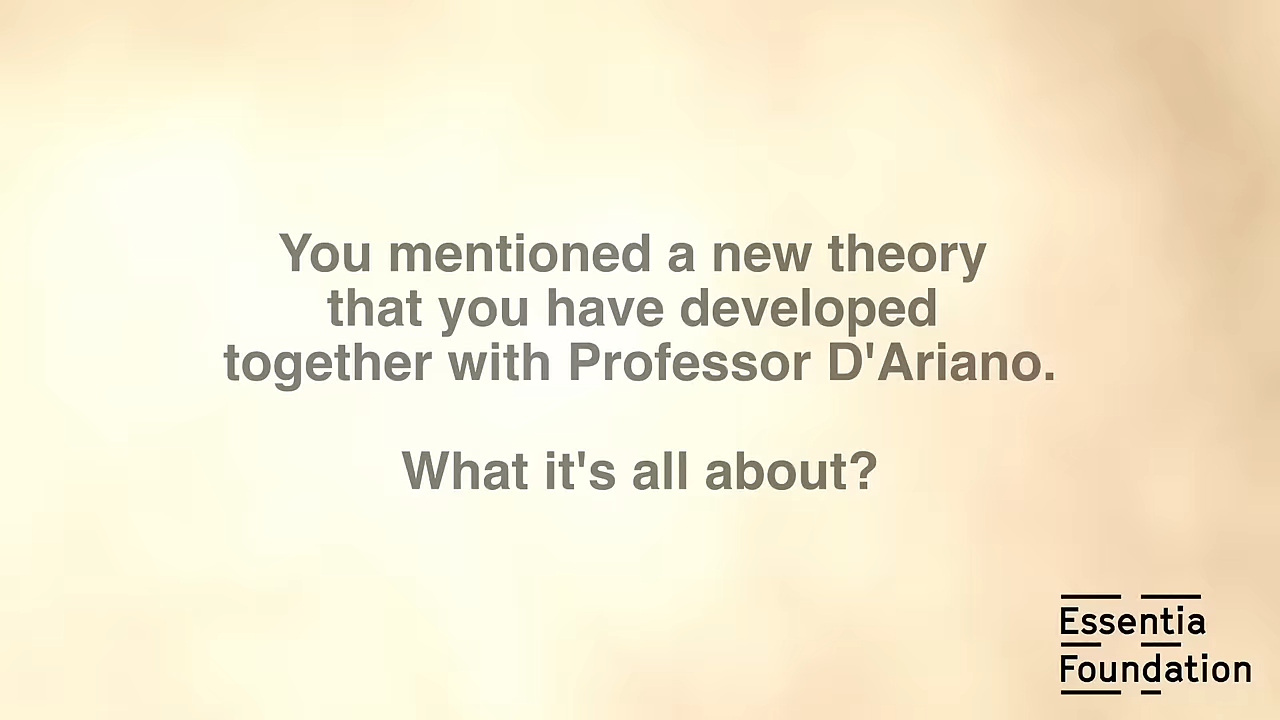 You mentioned a new theory
that you have developed
together with Professor D'Ariano.
What it's all about?
Essentia
Foundation